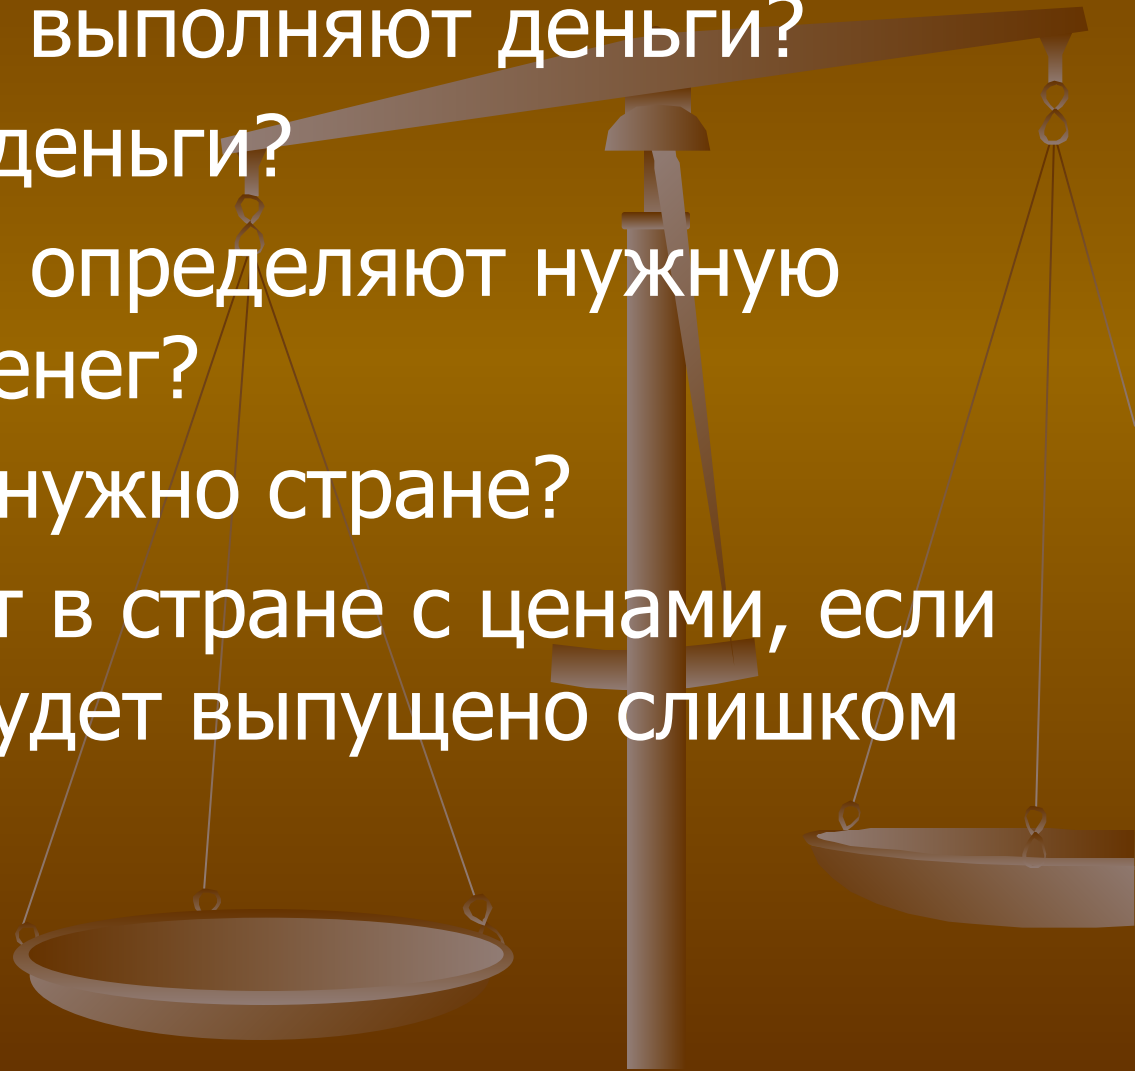 выполняют деньги?
деньги?
определяют нужную
енег?
нужно стране?
т в стране с ценами, если
удет выпущено слишком